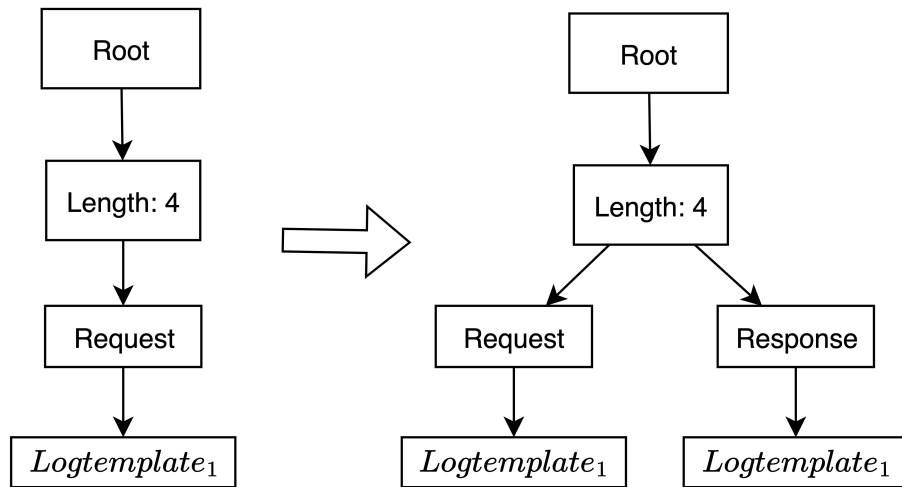 Root
Length: 4
Request
Logtemplate₁
Root
Length: 4
Request
Response
Logtemplate₁
Logtemplate₁